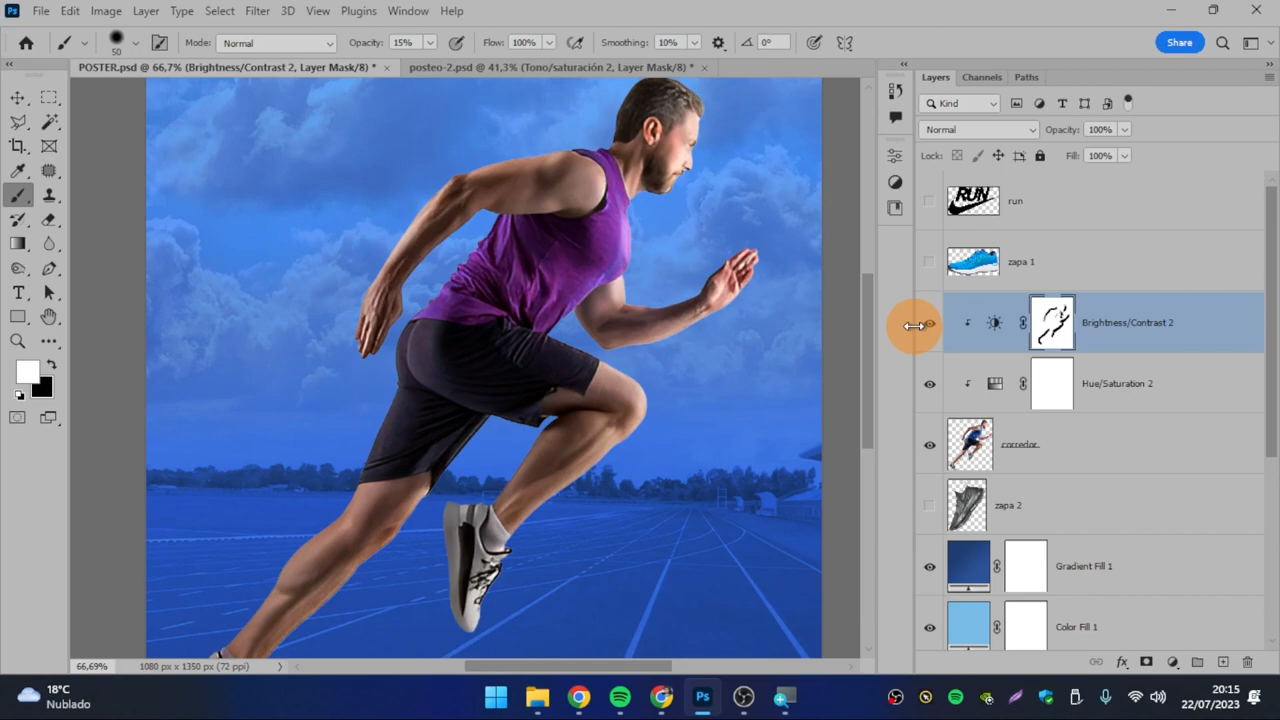 Ps File Edit Image Layer Type Select Filter 3D View Plugins Window Help
50 Mode: Normal Opacity: 15% Flow: 100% Smoothing: 10% 0° Share
POSTER.psd @ 66,7% (Brightness/Contrast 2, Layer Mask/8) * × posteo-2.psd @ 41,3% (Tono/saturación 2, Layer Mask/8) * ×
Layers Channels Paths
Kind
Normal Opacity: 100%
Lock: Fill: 100%
RUN run
zapa 1
Brightness/Contrast 2
Hue/Saturation 2
corredor
zapa 2
Gradient Fill 1
Color Fill 1
66,69% 1080 px x 1350 px (72 ppi)
fx
18°C
Nublado
Ps
20:15
22/07/2023